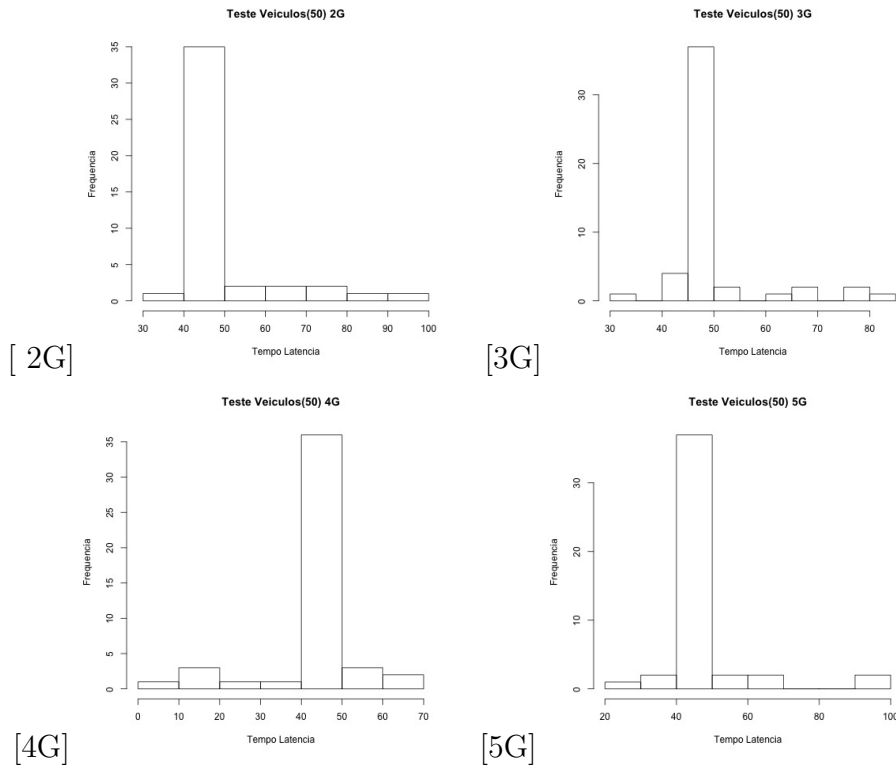 Teste Veiculos(50) 2G
Frequencia
0 5 10 15 20 25 30 35
30 40 50 60 70 80 90 100
Tempo Latencia
[ 2G]
Teste Veiculos(50) 3G
Frequencia
0 10 20 30
30 40 50 60 70 80
Tempo Latencia
[3G]
Teste Veiculos(50) 4G
Frequencia
0 5 10 15 20 25 30 35
0 10 20 30 40 50 60 70
Tempo Latencia
[4G]
Teste Veiculos(50) 5G
Frequencia
0 10 20 30
20 40 60 80 100
Tempo Latencia
[5G]